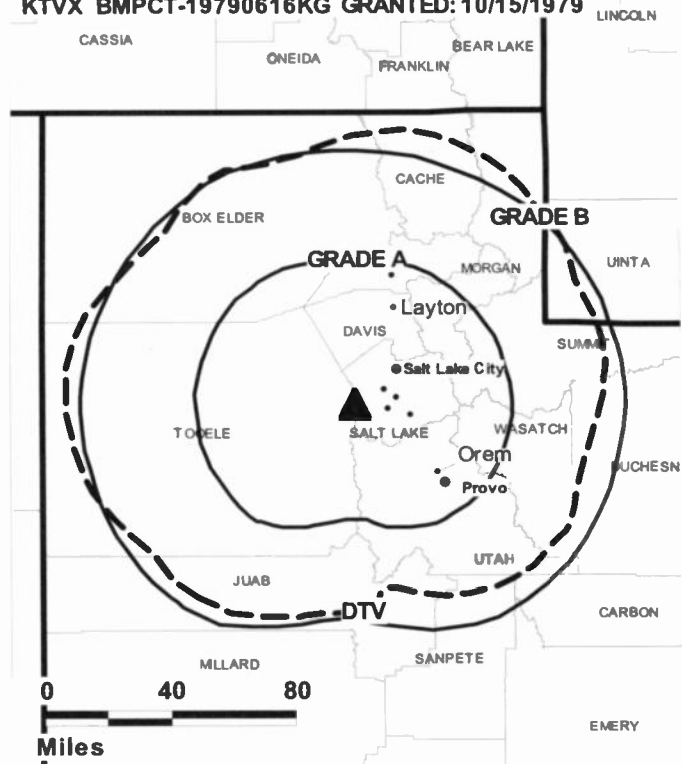 KTVX BMPCT-19790616KG GRANTED: 10/15/1979
LINCOLN
CASSIA
ONEIDA
BEAR LAKE
FRANKLIN
CACHE
BOX ELDER
GRADE B
GRADE A
MORGAN
UINTA
Layton
DAVIS
SUMMIT
Salt Lake City
TOOELE
SALT LAKE
WASATCH
Orem
DUCHESN
Provo
UTAH
JUAB
DTV
CARBON
MILLARD
SANPETE
0 40 80
EMERY
Miles